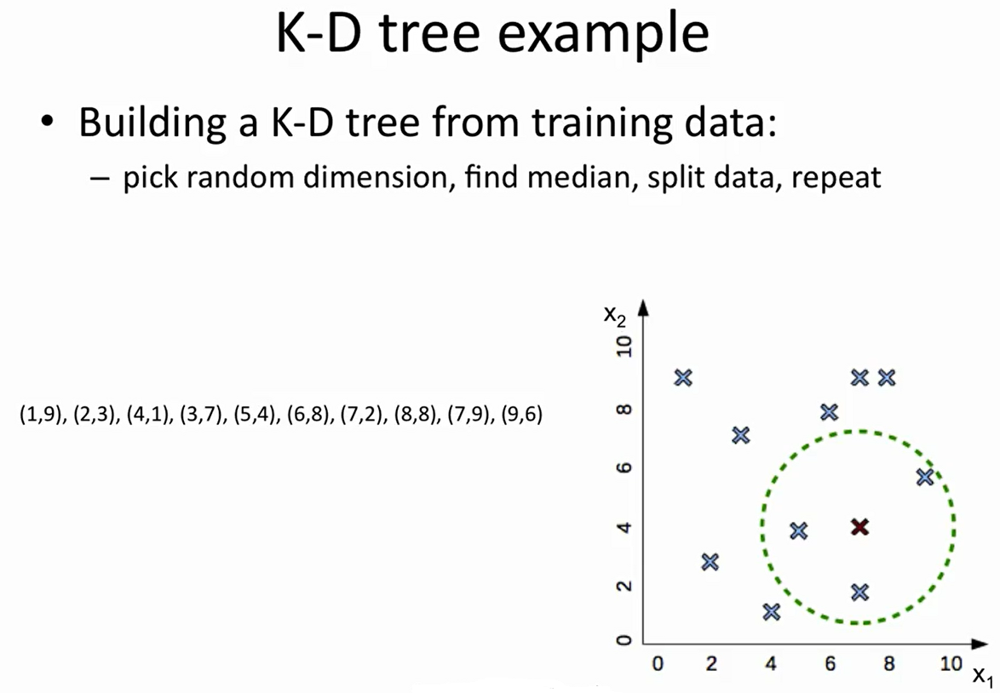 K-D tree example
• Building a K-D tree from training data:
– pick random dimension, find median, split data, repeat
(1,9), (2,3), (4,1), (3,7), (5,4), (6,8), (7,2), (8,8), (7,9), (9,6)
x2
10
8
6
4
2
0
0 2 4 6 8 10
x1